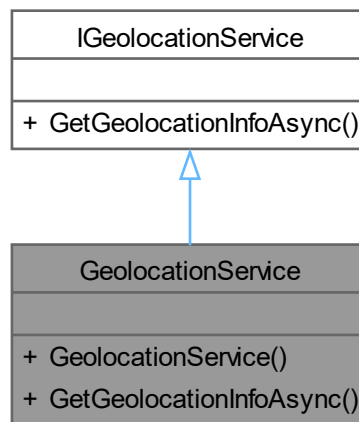 IGeolocationService
+ GetGeolocationInfoAsync()
GeolocationService
+ GeolocationService()
+ GetGeolocationInfoAsync()